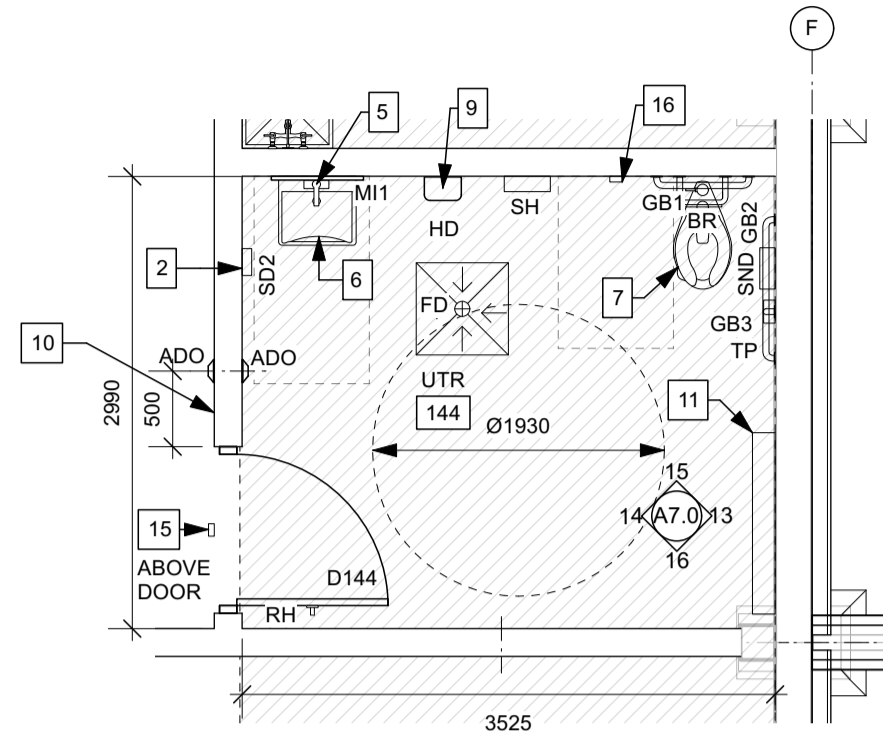 F
5
9
16
MI1
HD
SH
GB1
BR
GB2
2
SD2
6
7
SND
FD
GB3
TP
10
ADO
ADO
2990
500
UTR
144
11
Ø1930
15
14
A7.0
13
16
15
ABOVE
DOOR
D144
RH
3525